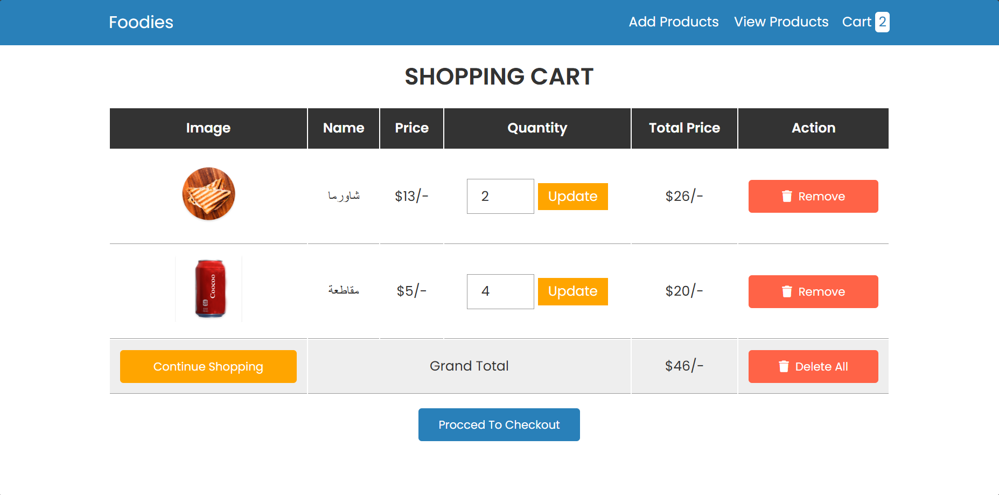 Foodies
Add Products View Products Cart 2
SHOPPING CART
Image Name Price Quantity Total Price Action
شاورما $13/- 2 Update $26/- Remove
Coocoo
مقاطعة $5/- 4 Update $20/- Remove
Continue Shopping Grand Total $46/- Delete All
Procced To Checkout